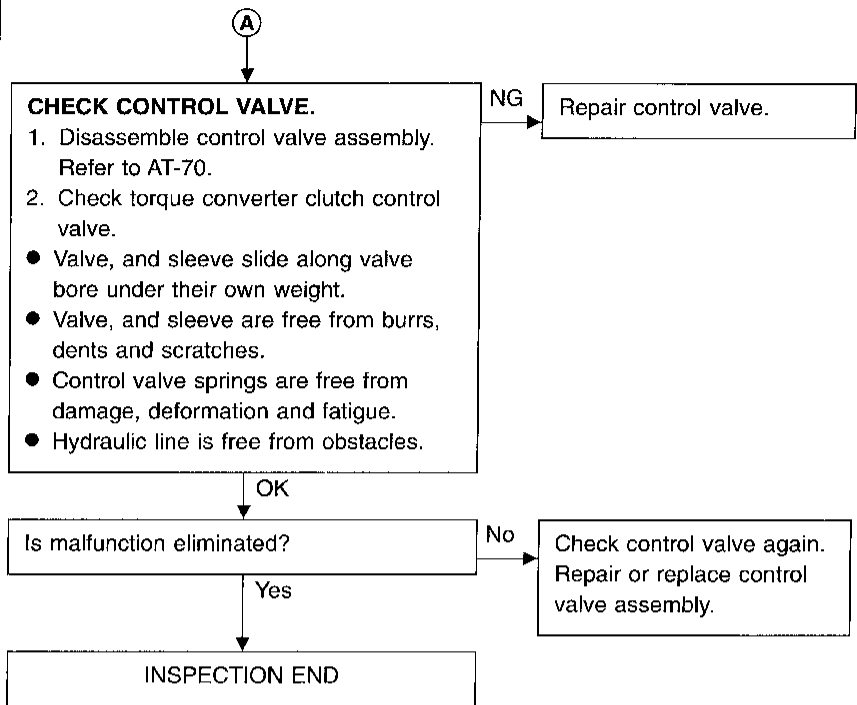 A
CHECK CONTROL VALVE.
1. Disassemble control valve assembly.
Refer to AT-70.
2. Check torque converter clutch control
valve.
● Valve, and sleeve slide along valve
bore under their own weight.
● Valve, and sleeve are free from burrs,
dents and scratches.
● Control valve springs are free from
damage, deformation and fatigue.
● Hydraulic line is free from obstacles.
NG
Repair control valve.
OK
Is malfunction eliminated?
No
Check control valve again.
Repair or replace control
valve assembly.
Yes
INSPECTION END